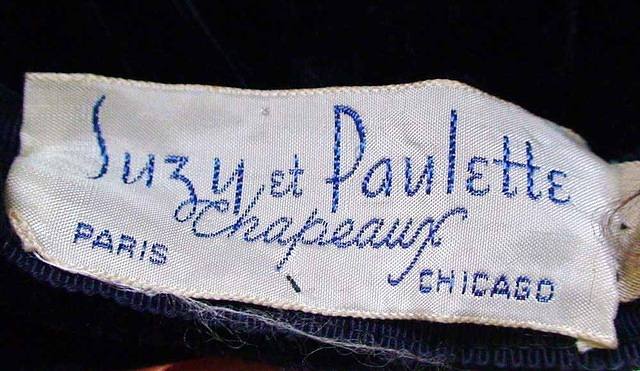 Suzy et Paulette
Chapeaux
PARIS
CHICAGO